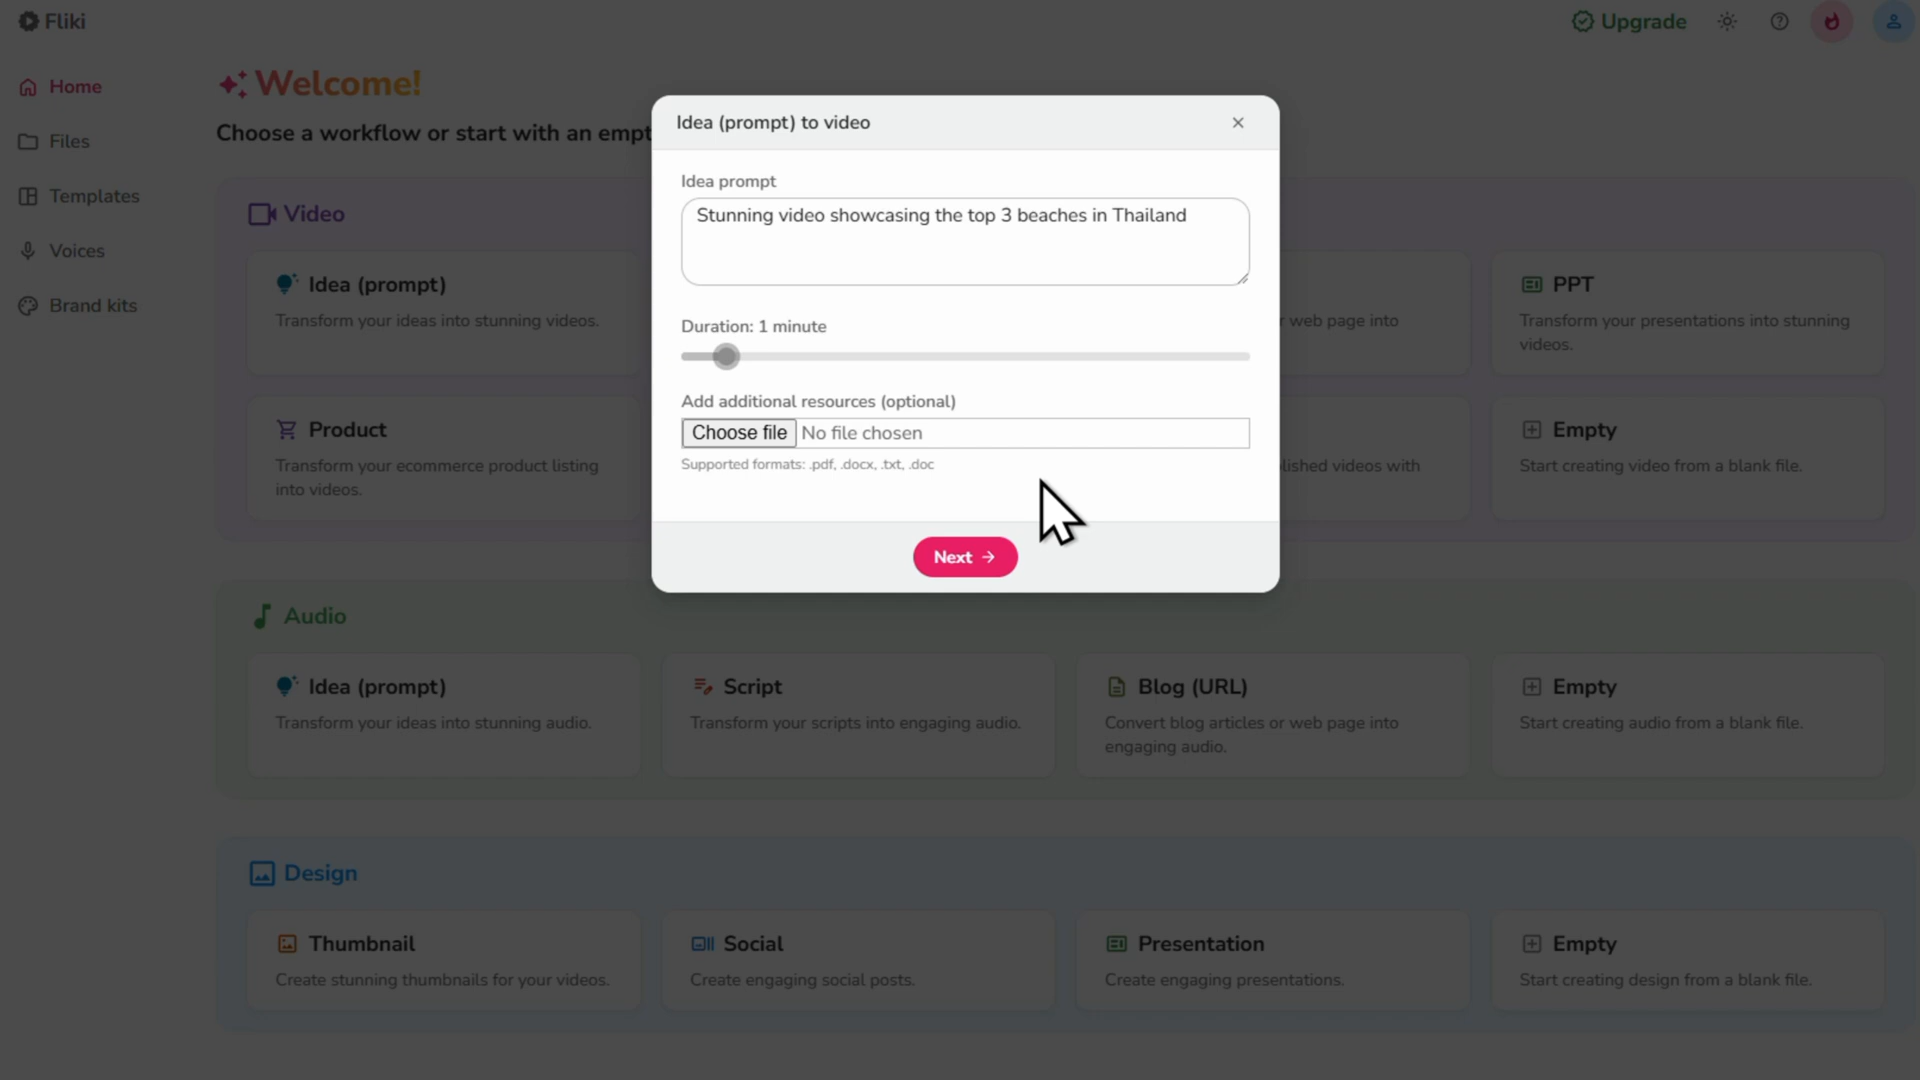 Fliki
Upgrade
Home
Files
Templates
Voices
Brand kits
Welcome!
Choose a workflow or start with an empt
Video
Idea (prompt)
Transform your ideas into stunning videos.
r web page into
PPT
Transform your presentations into stunning
videos.
Product
Transform your ecommerce product listing
into videos.
lished videos with
Empty
Start creating video from a blank file.
Idea (prompt) to video
Idea prompt
Stunning video showcasing the top 3 beaches in Thailand
Duration: 1 minute
Add additional resources (optional)
Choose file No file chosen
Supported formats: .pdf, .docx, .txt, .doc
Next
Audio
Idea (prompt)
Transform your ideas into stunning audio.
Script
Transform your scripts into engaging audio.
Blog (URL)
Convert blog articles or web page into
engaging audio.
Empty
Start creating audio from a blank file.
Design
Thumbnail
Create stunning thumbnails for your videos.
Social
Create engaging social posts.
Presentation
Create engaging presentations.
Empty
Start creating design from a blank file.